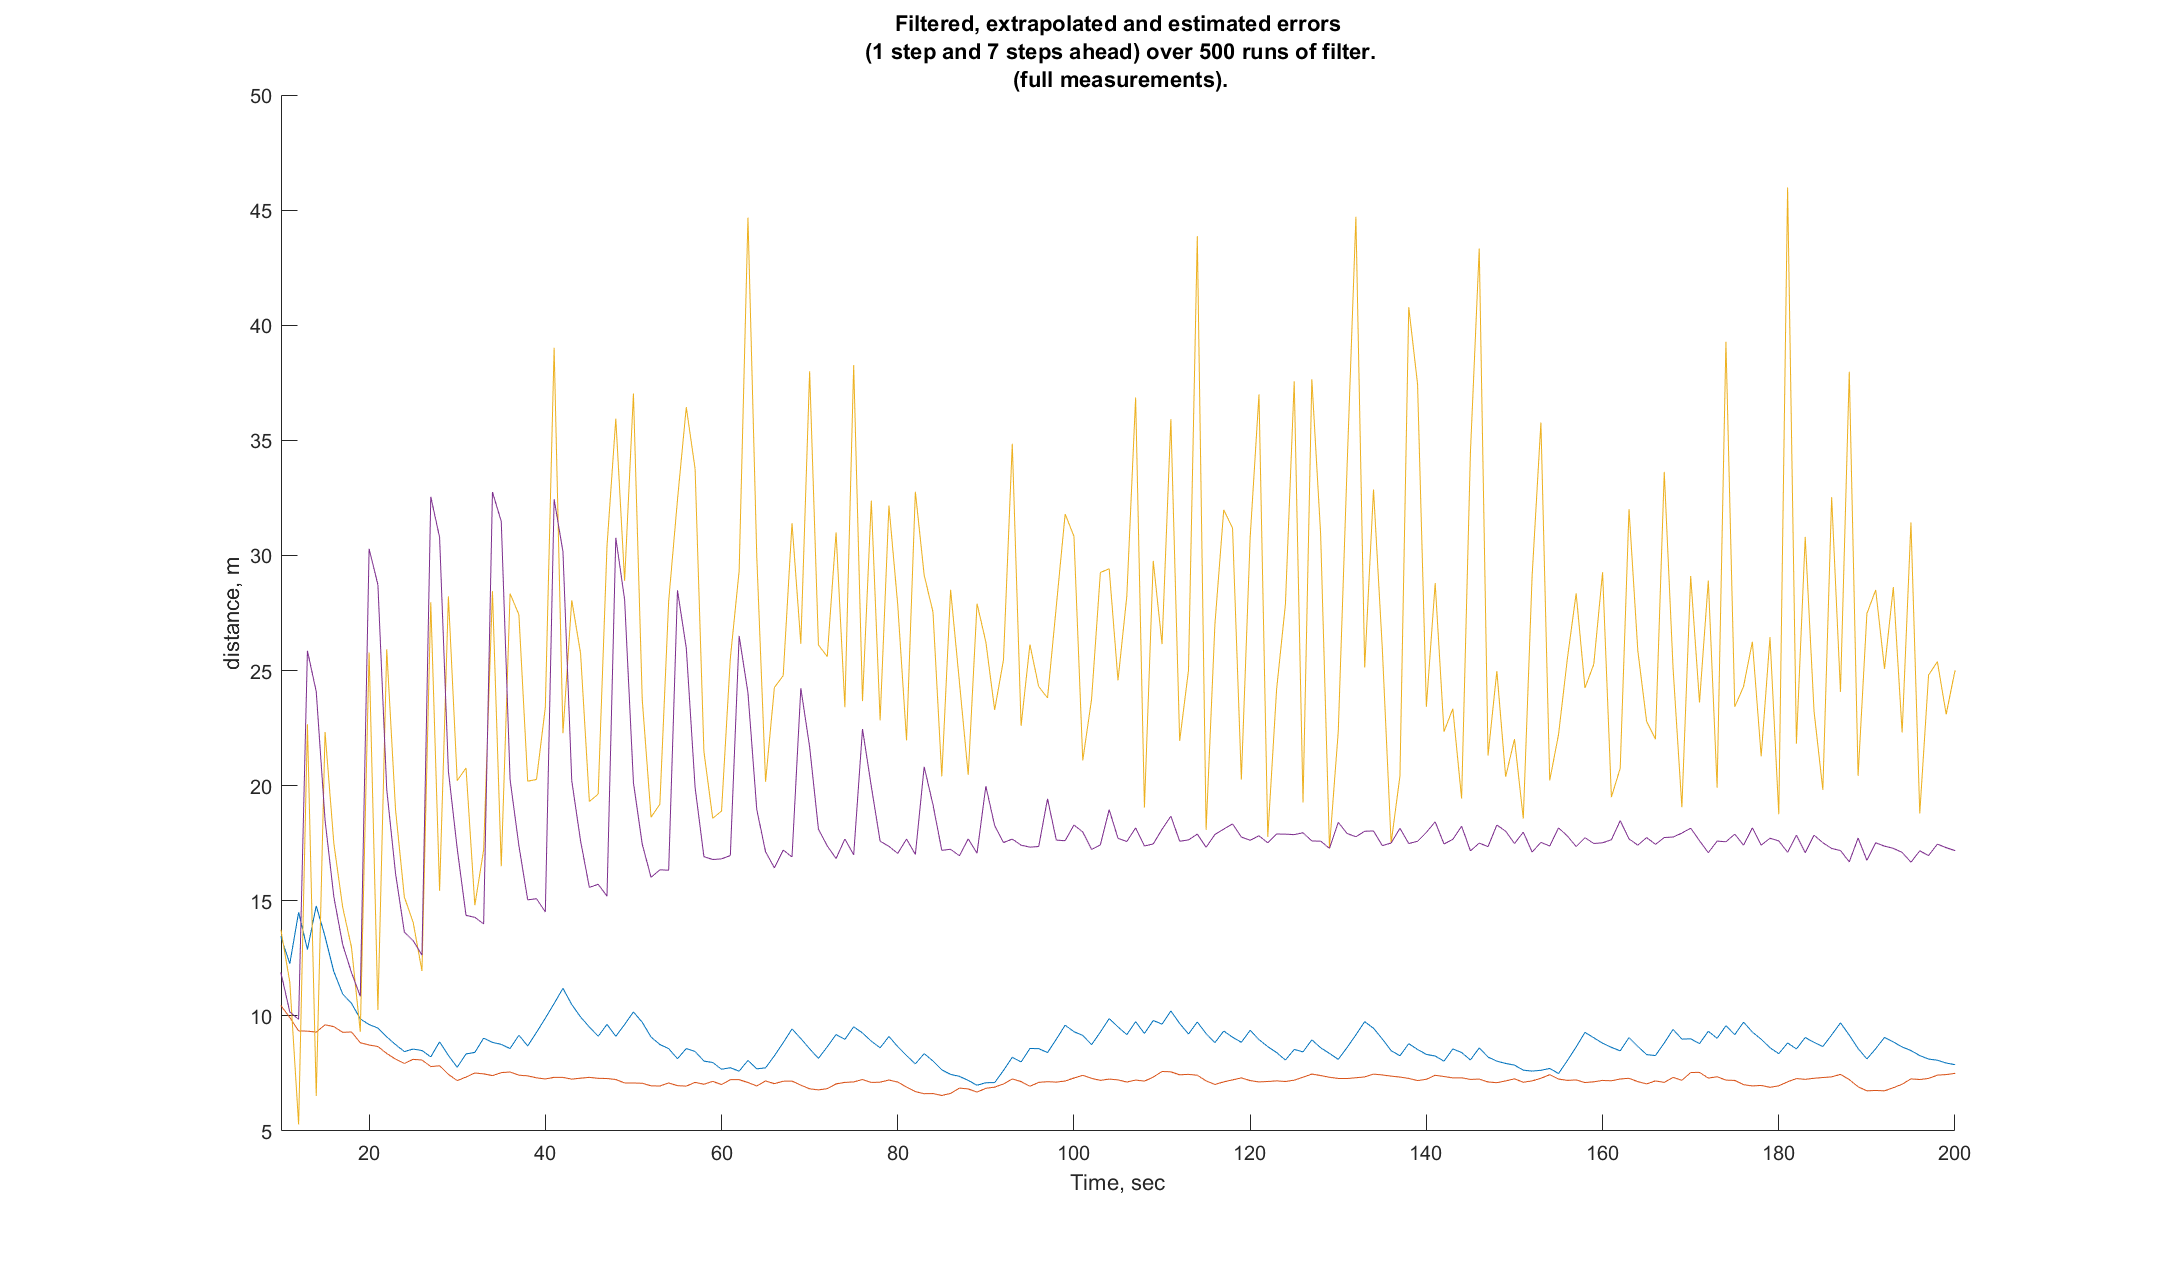 Filtered, extrapolated and estimated errors
(1 step and 7 steps ahead) over 500 runs of filter.
(full measurements).
50
45
40
35
30
25
20
15
10
5
distance, m
20 40 60 80 100 120 140 160 180 200
Time, sec